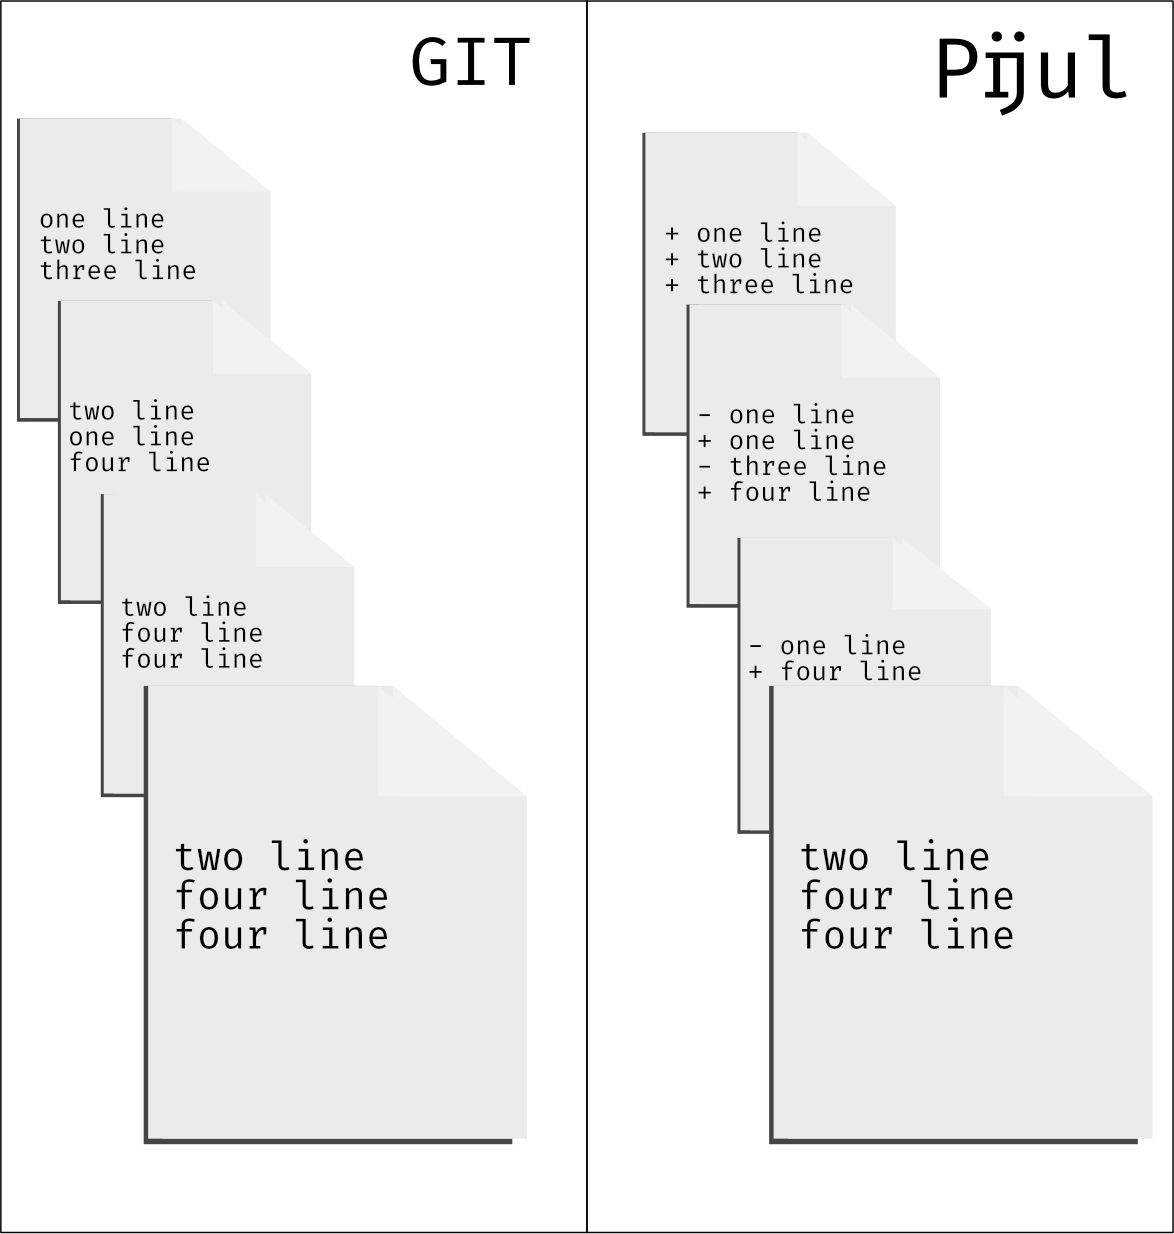 GIT
one line
two line
three line
two line
one line
four line
two line
four line
four line
two line
four line
four line
Pijul
+ one line
+ two line
+ three line
- one line
+ one line
- three line
+ four line
- one line
+ four line
two line
four line
four line